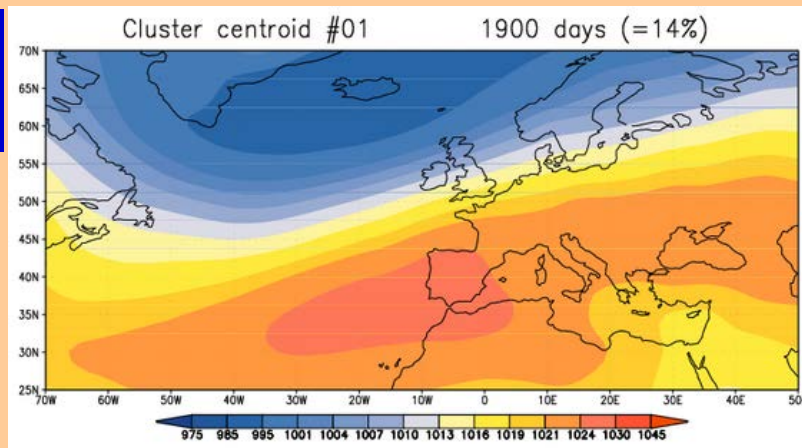 Cluster centroid #01 1900 days (=14%)
70N
65N
60N
55N
50N
45N
40N
35N
30N
25N
70W 60W 50W 40W 30W 20W 10W 0 10E 20E 30E 40E 50
975 985 995 1001 1004 1007 1010 1013 1016 1019 1021 1024 1030 1045